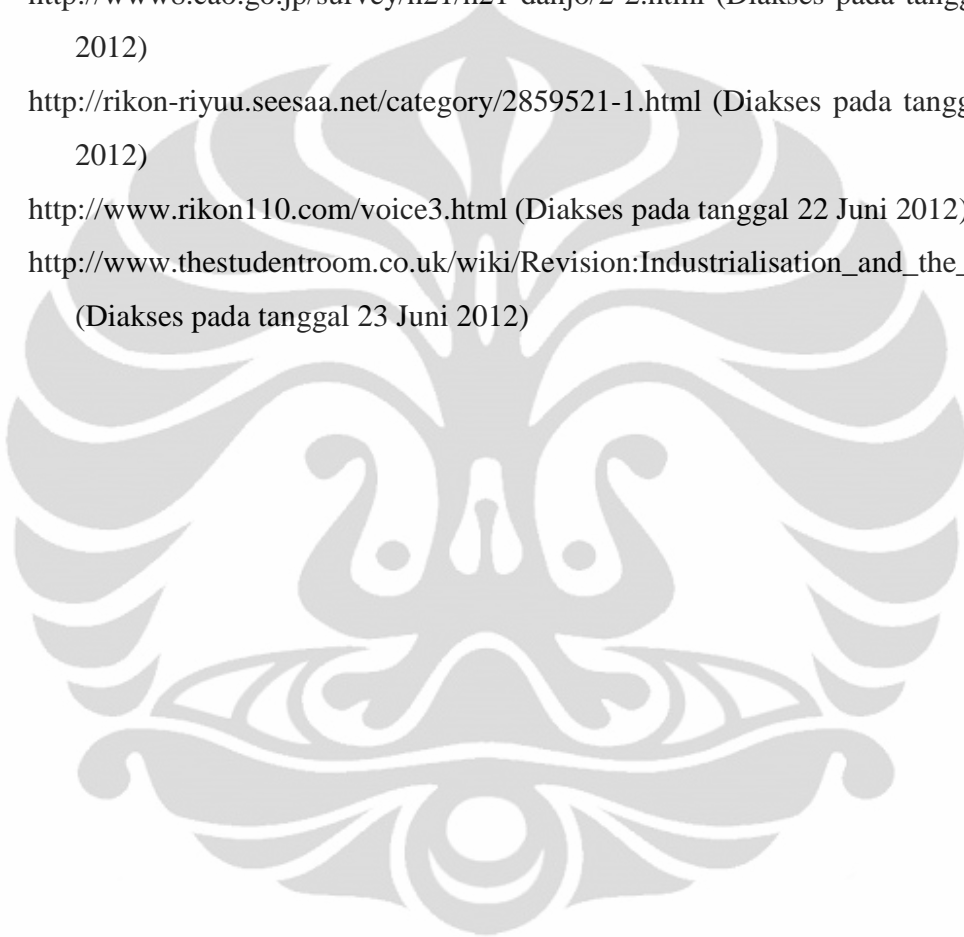 2012)
http://rikon-riyuu.seesaa.net/category/2859521-1.html (Diakses pada
2012)
http://www.rikon110.com/voice3.html (Diakses pada tanggal 22 Juni 2012)
http://www.thestudentroom.co.uk/wiki/Revision:Industrialisation_and_the_
(Diakses pada tanggal 23 Juni 2012)